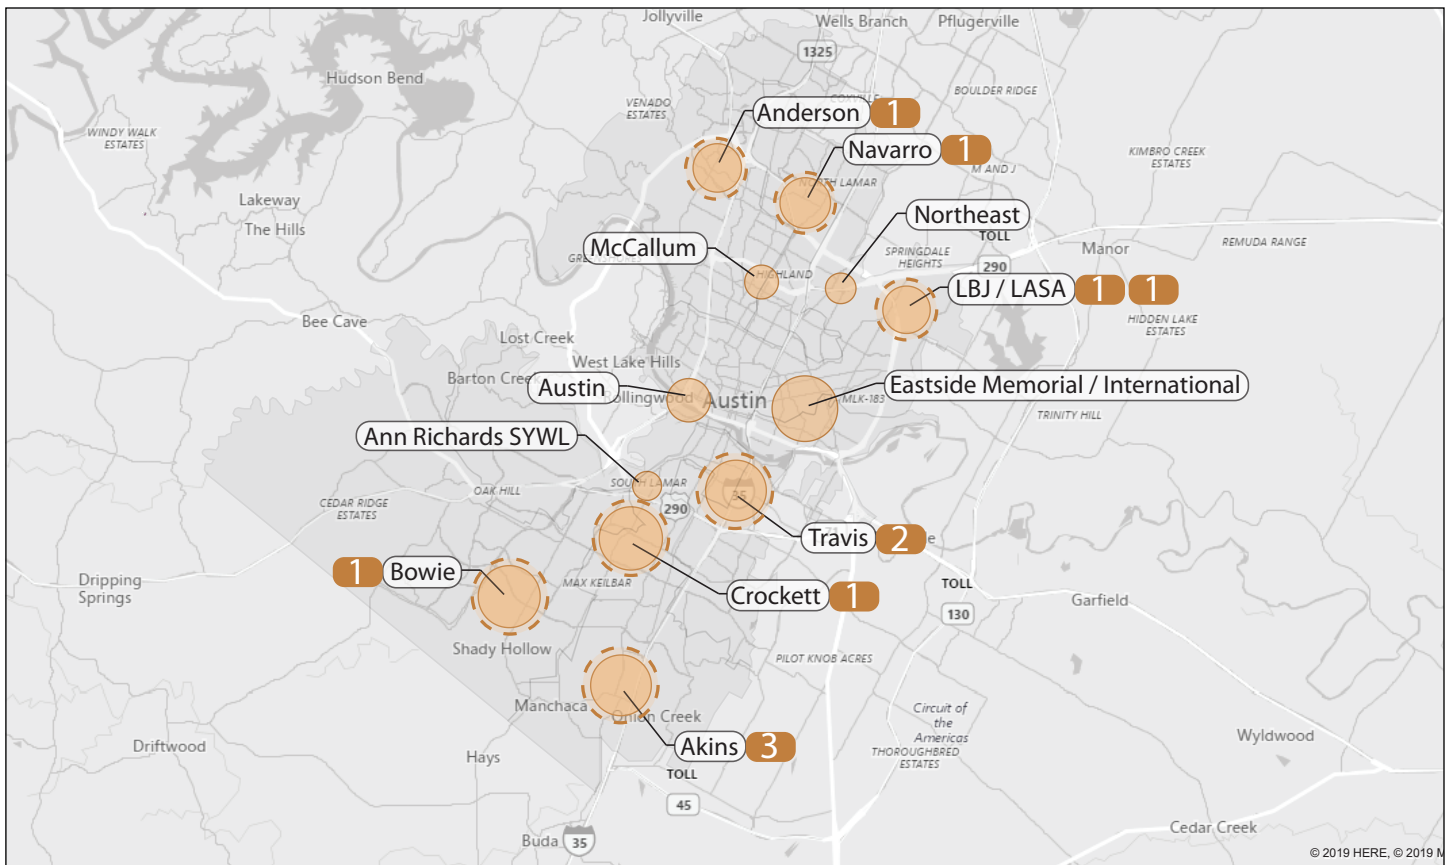 Jollyville
Wells Branch
Pflugerville
1325
Hudson Bend
VENADO
ESTATES
BOULDER RIDGE
Anderson 1
WINDY WALK
ESTATES
Navarro 1
KIMBRO CREEK
ESTATES
M AND J
NORTH LAMAR
Lakeway
The Hills
Northeast
TOLL
McCallum
SPRINGDALE
HEIGHTS
Manor
REMUDA RANGE
290
HIGHLAND
LBJ / LASA 1 1
HIDDEN LAKE
ESTATES
Bee Cave
Lost Creek
West Lake Hills
Barton Creek
Austin
Rollingwood
Austin
Eastside Memorial / International
MLK-183
TRINITY HILL
Ann Richards SYWL
SOUTH LAMAR
OAK HILL
CEDAR RIDGE
ESTATES
35
290
71
Travis 2
1 Bowie
MAX KEILBAR
Crockett 1
Dripping
Springs
TOLL
130
Garfield
Shady Hollow
PILOT KNOB ACRES
Manchaca
Onion Creek
Circuit of
the
Americas
Driftwood
Hays
Akins 3
THOROUGHBRED
ESTATES
Wyldwood
TOLL
45
Buda
35
Cedar Creek
© 2019 HERE, © 2019 M